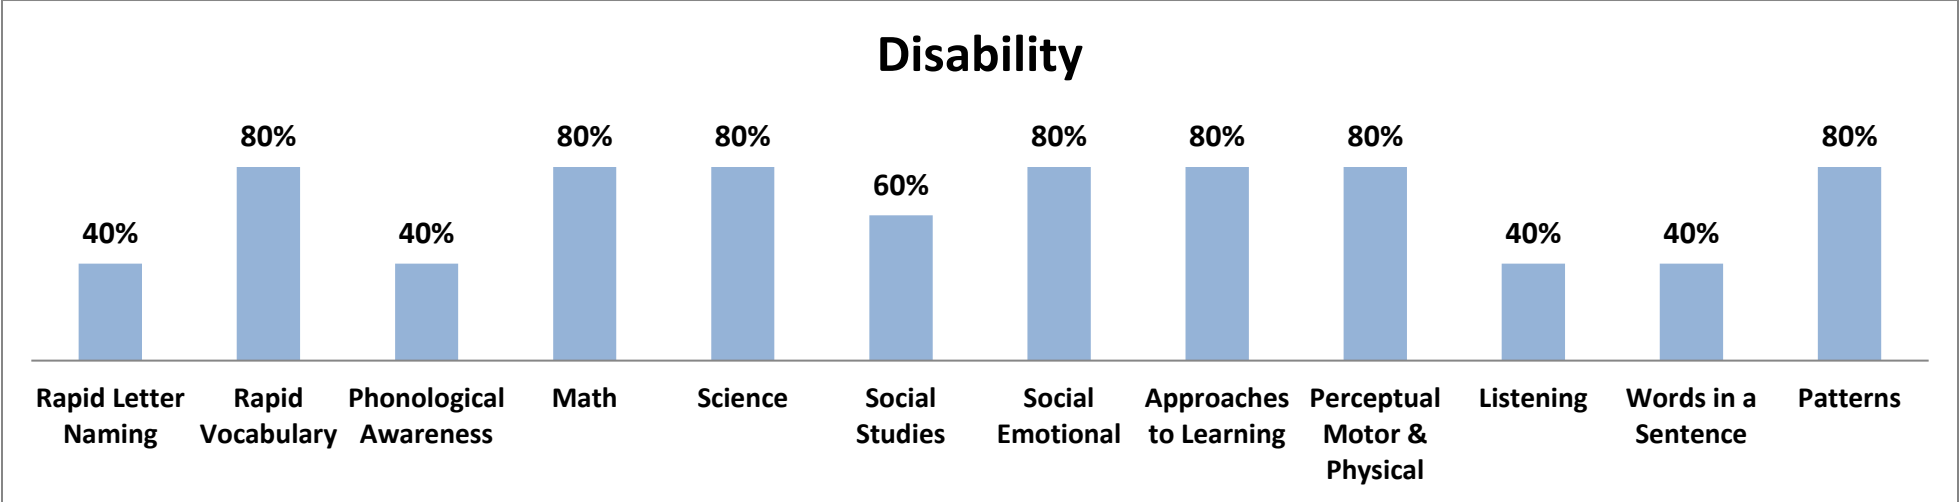 Disability
40%
80%
40%
80%
80%
60%
80%
80%
80%
40%
40%
80%
Rapid Letter
Naming
Rapid
Vocabulary
Phonological
Awareness
Math
Science
Social
Studies
Social
Emotional
Approaches
to Learning
Perceptual
Motor &
Physical
Listening
Words in a
Sentence
Patterns